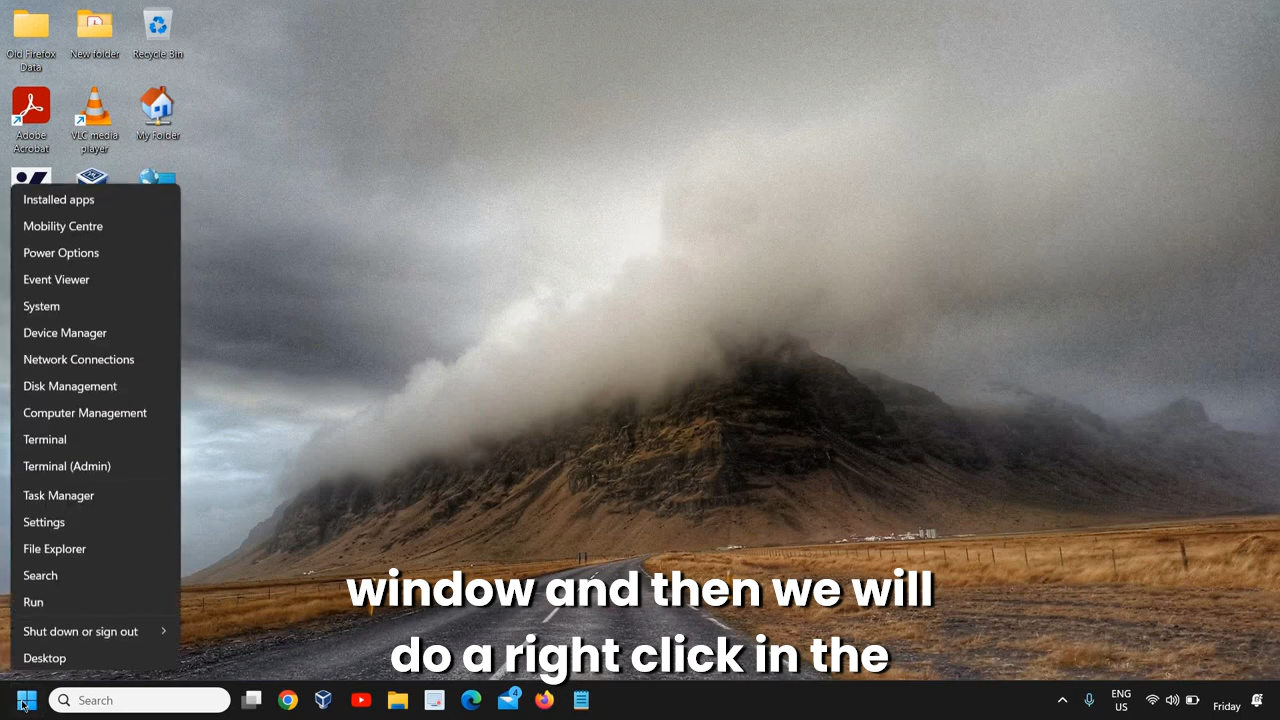 Old Firefox
Data
New folder
Recycle Bin
Adobe
Acrobat
VLC media
player
My Folder
Installed apps
Mobility Centre
Power Options
Event Viewer
System
Device Manager
Network Connections
Disk Management
Computer Management
Terminal
Terminal (Admin)
Task Manager
Settings
File Explorer
Search
Run
Shut down or sign out
Desktop
window and then we will
do a right click in the
Search
4
ENG
US
Friday